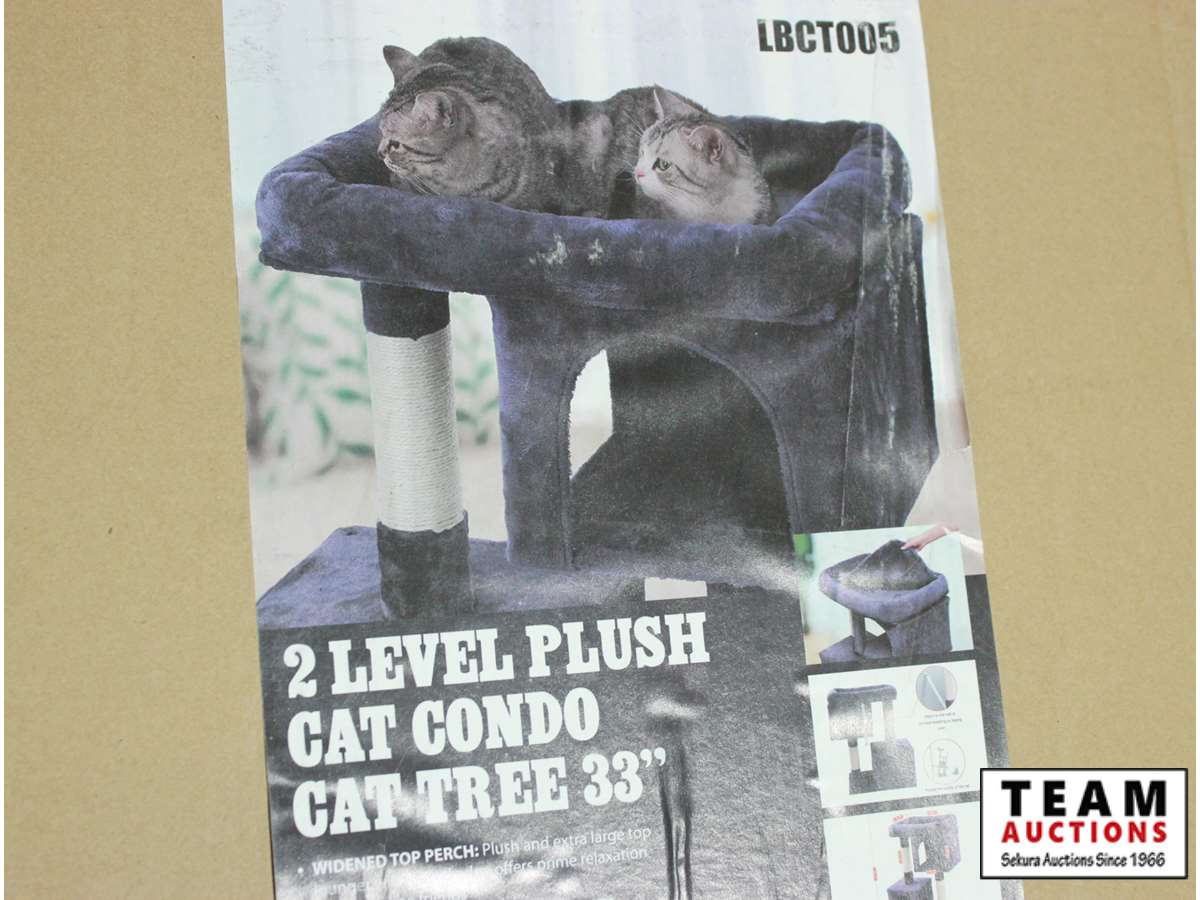 LBCT005
2 LEVEL PLUSH
CAT CONDO
CAT TREE 33”
• WIDENED TOP PERCH: Plush and extra large top
offers prime relaxation
TEAM
AUCTIONS
Sekura Auctions Since 1966